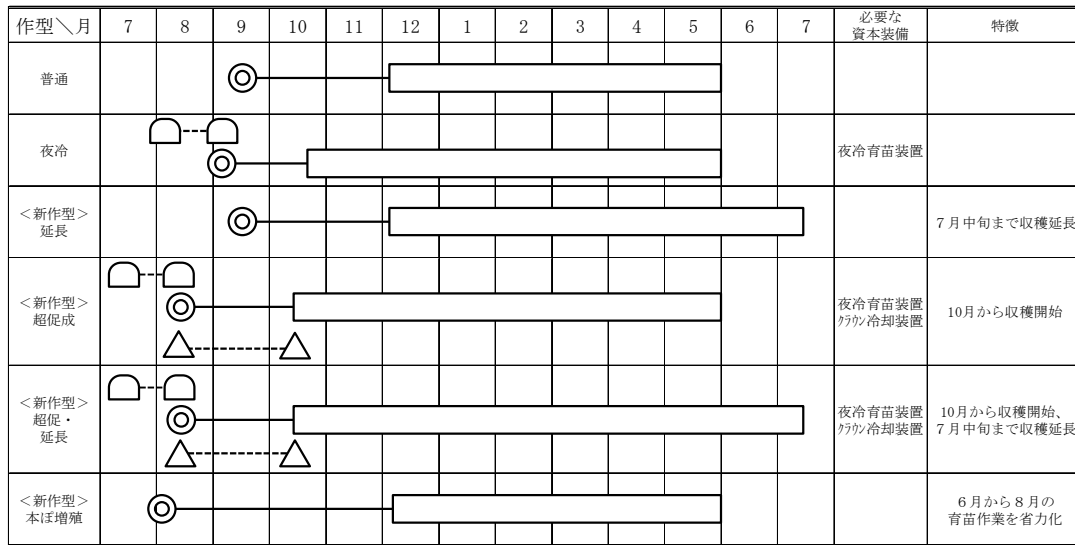 作型＼月 7 8 9 10 11 12 1 2 3 4 5 6 7 必要な 特徴
資本装備
普通
夜冷 夜冷育苗装置
＜新作型＞
延長 ７月中旬まで収穫延長
＜新作型＞ 夜冷育苗装置 10月から収穫開始
超促成 ｸﾗｳﾝ冷却装置
＜新作型＞
超促・ 夜冷育苗装置 10月から収穫開始、
延長 ｸﾗｳﾝ冷却装置 ７月中旬まで収穫延長
＜新作型＞ ６月から８月の
本ぽ増殖 育苗作業を省力化